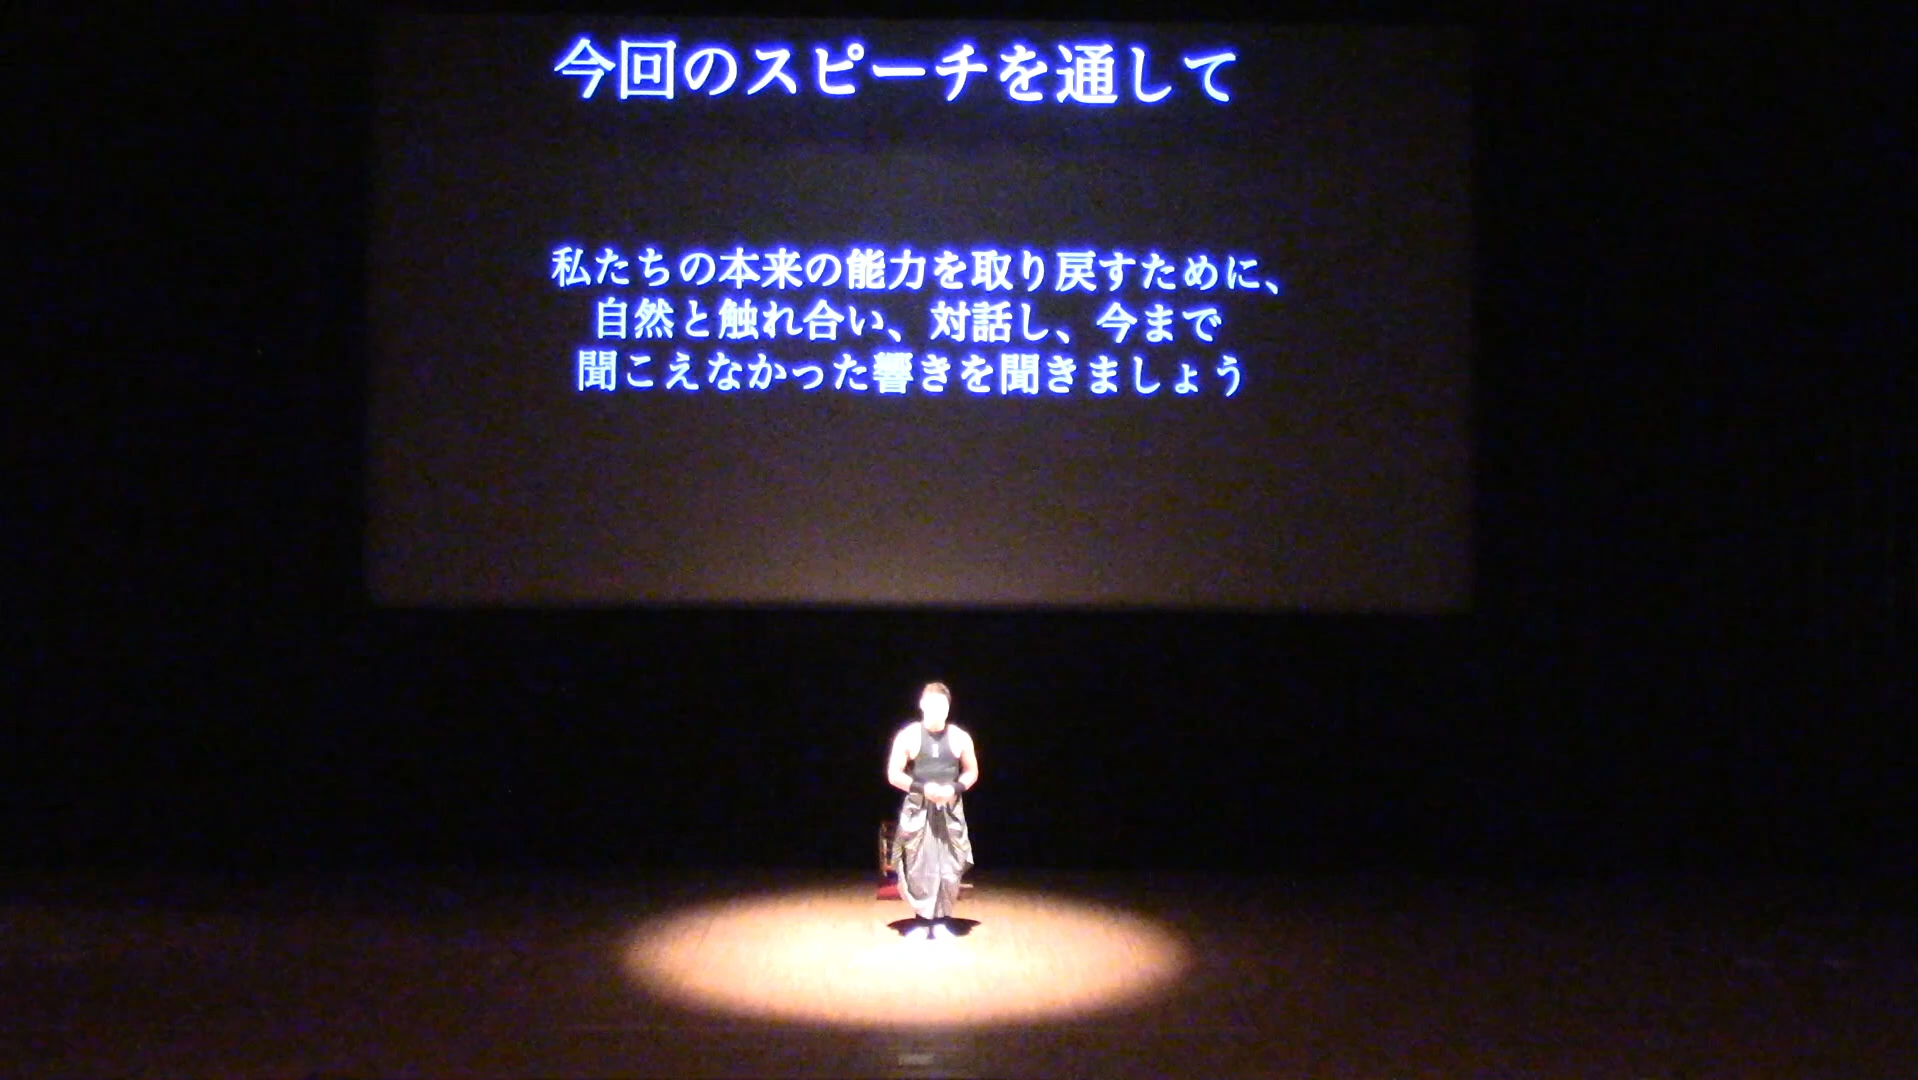 今回のスピーチを通して
私たちの本来の能力を取り戻すために、
自然と触れ合い、対話し、今まで
聞こえなかった響きを聞きましょう